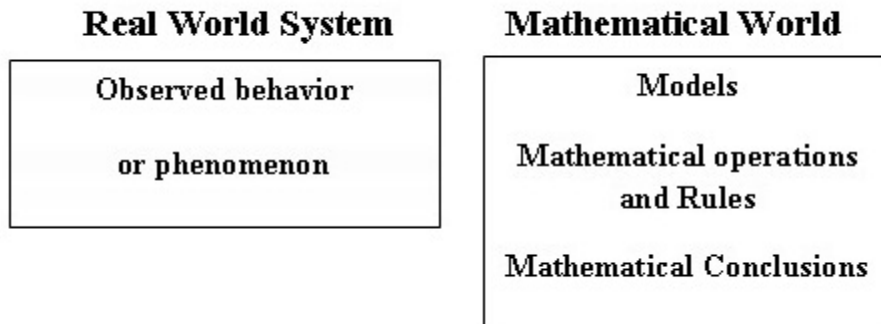 Real World System
Observed behavior
or phenomenon
Mathematical World
Models
Mathematical operations
and Rules
Mathematical Conclusions